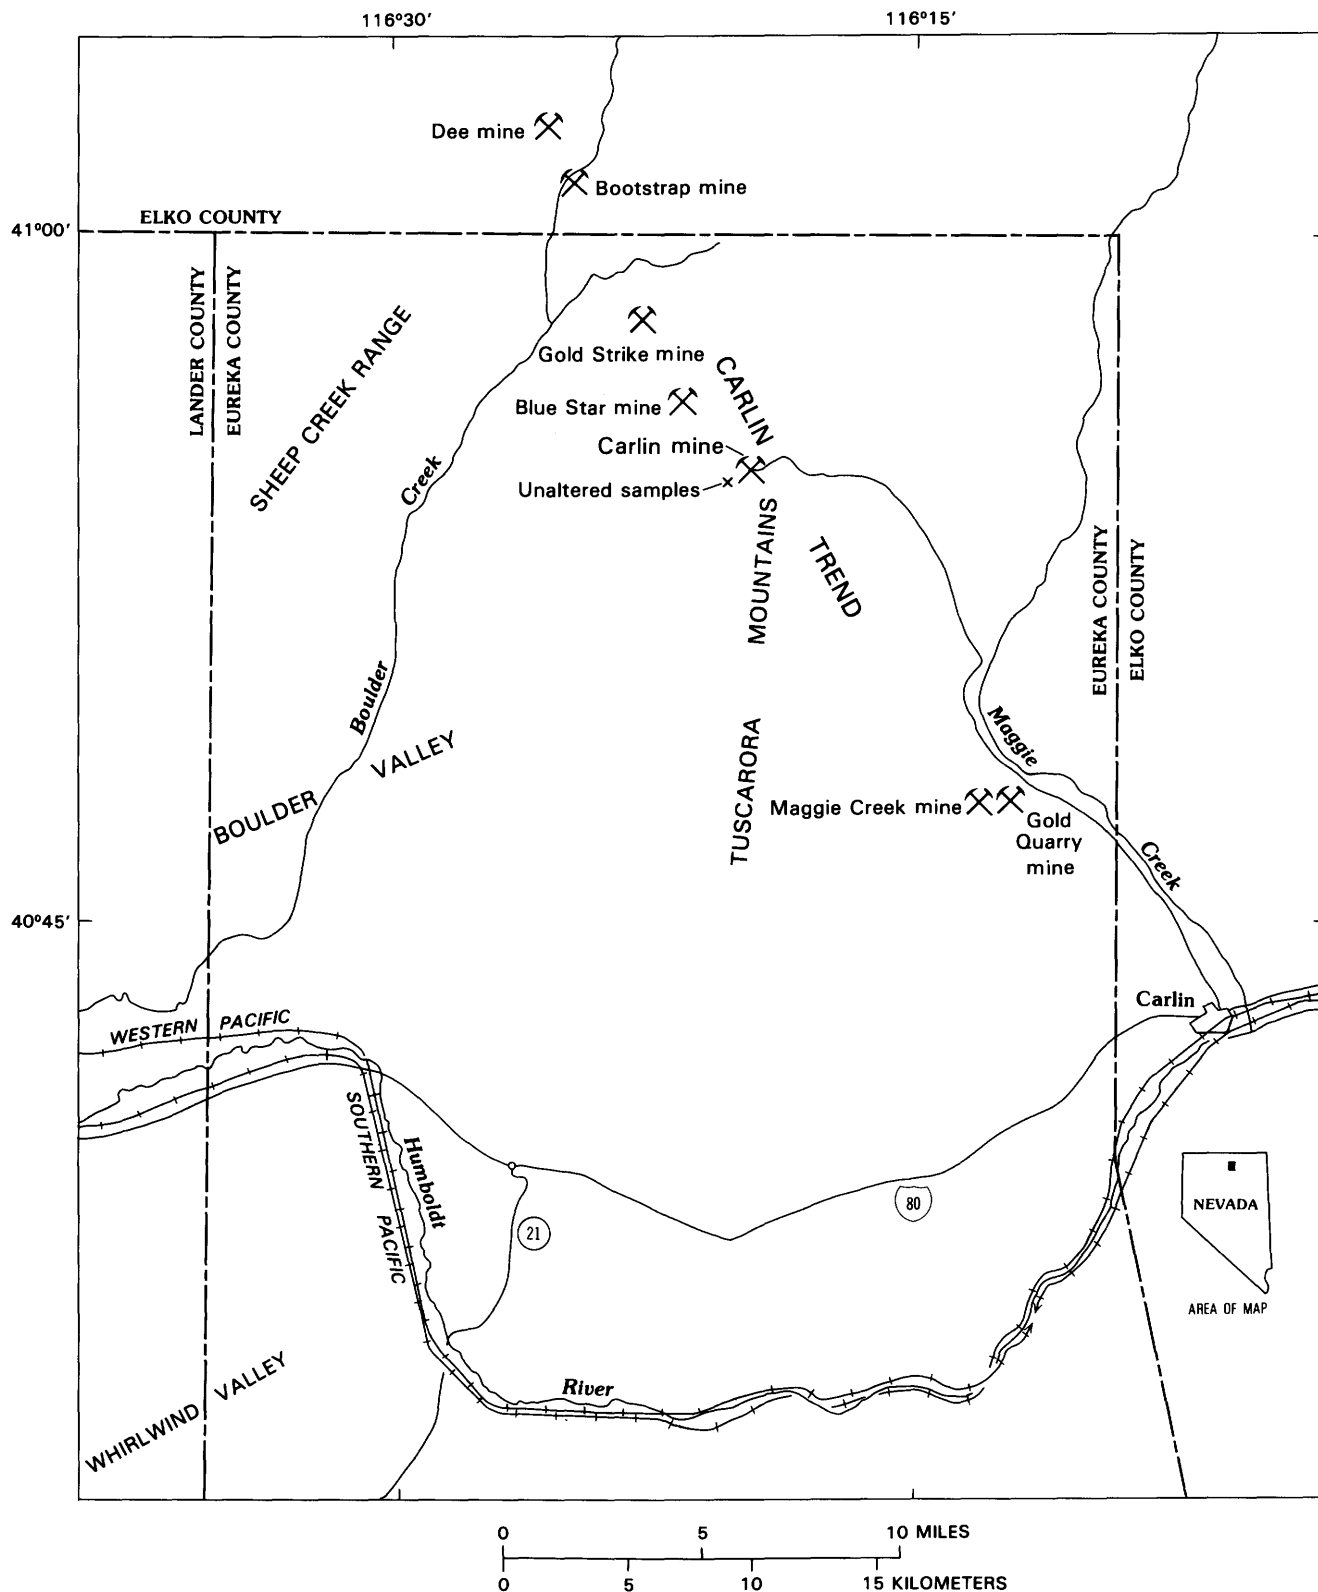 116°30'
116°15'
Dee mine
Bootstrap mine
41°00'
ELKO COUNTY
LANDER COUNTY
EUREKA COUNTY
SHEEP CREEK RANGE
Gold Strike mine
CARLIN
Blue Star mine
Carlin mine
Unaltered samples
Creek
MOUNTAINS
TREND
EUREKA COUNTY
ELKO COUNTY
Boulder
Maggie
VALLEY
BOULDER
TUSCARORA
Maggie Creek mine
Gold
Quarry
mine
Creek
40°45'
Carlin
WESTERN PACIFIC
SOUTHERN PACIFIC
Humboldt
80
21
NEVADA
AREA OF MAP
WHIRLWIND VALLEY
River
0 5 10 MILES
0 5 10 15 KILOMETERS